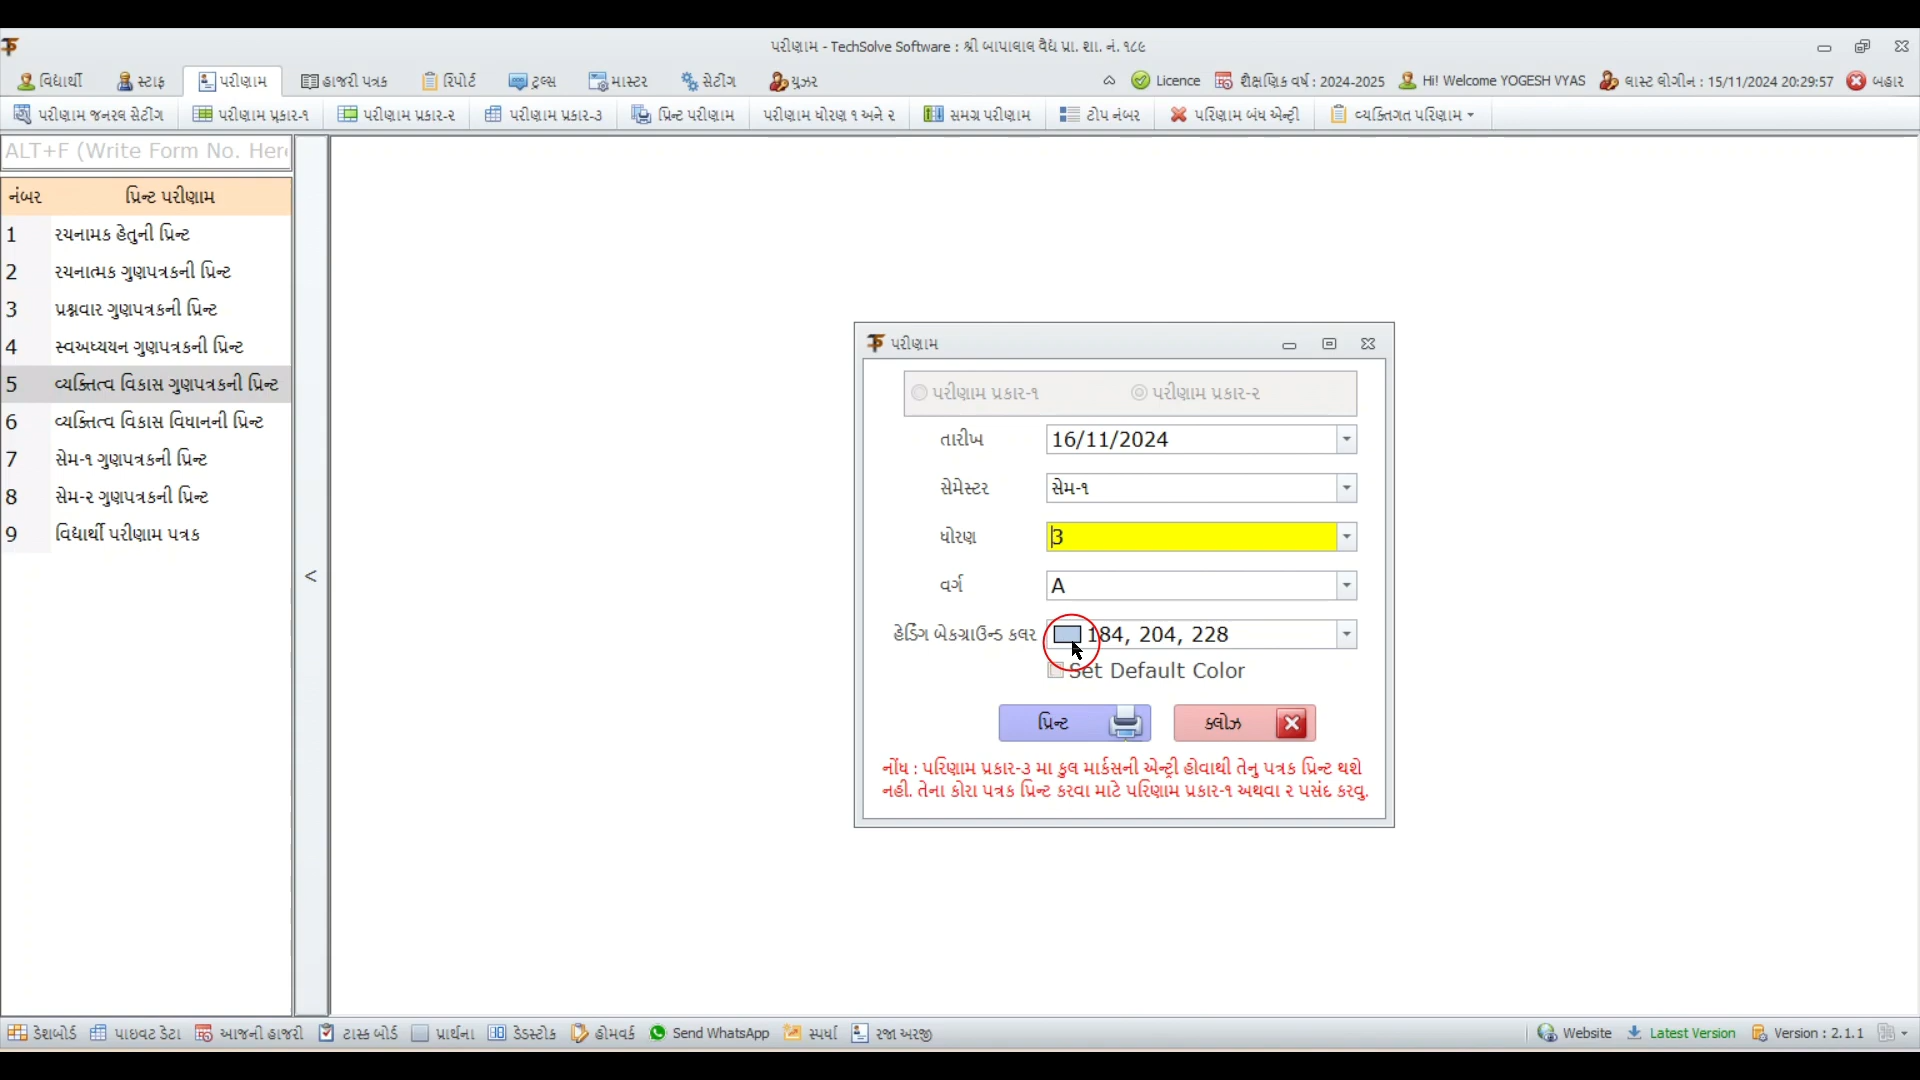 પરીણામ - TechSolve Software : શ્રી બાપાલાલ વૈદ્ય પ્રા. શા. નં. ૧૮૯
વિદ્યાર્થી સ્ટાફ પરીણામ હાજરી પત્રક રિપોર્ટ ટુલ્સ માસ્ટર સેટીંગ યુઝર Licence શૈક્ષણિક વર્ષ : 2024-2025 Hi! Welcome YOGESH VYAS લાસ્ટ લોગીન : 15/11/2024 20:29:57 બહાર
પરીણામ જનરલ સેટીંગ પરીણામ પ્રકાર-૧ પરીણામ પ્રકાર-૨ પરીણામ પ્રકાર-૩ પ્રિન્ટ પરીણામ પરીણામ ધોરણ ૧ અને ૨ સમગ્ર પરીણામ ટોપ નંબર પરિણામ બંધ એન્ટ્રી વ્યક્તિગત પરિણામ
ALT+F (Write Form No. Here
નંબર પ્રિન્ટ પરીણામ
1 રચનામક હેતુની પ્રિન્ટ
2 રચનાત્મક ગુણપત્રકની પ્રિન્ટ
3 પ્રશ્નવાર ગુણપત્રકની પ્રિન્ટ
4 સ્વઅધ્યયન ગુણપત્રકની પ્રિન્ટ
5 વ્યક્તિત્વ વિકાસ ગુણપત્રકની પ્રિન્ટ
6 વ્યક્તિત્વ વિકાસ વિધાનની પ્રિન્ટ
7 સેમ-૧ ગુણપત્રકની પ્રિન્ટ
8 સેમ-૨ ગુણપત્રકની પ્રિન્ટ
9 વિદ્યાર્થી પરીણામ પત્રક
<
પરીણામ
પરીણામ પ્રકાર-૧ પરીણામ પ્રકાર-૨
તારીખ 16/11/2024
સેમેસ્ટર સેમ-૧
ધોરણ 3
વર્ગ A
હેડિંગ બેકગ્રાઉન્ડ કલર 184, 204, 228
Set Default Color
પ્રિન્ટ ક્લોઝ
નોંધ : પરિણામ પ્રકાર-૩ મા કુલ માર્કસની એન્ટ્રી હોવાથી તેનુ પત્રક પ્રિન્ટ થશે
નહી. તેના કોરા પત્રક પ્રિન્ટ કરવા માટે પરિણામ પ્રકાર-૧ અથવા ૨ પસંદ કરવુ.
ડેશબોર્ડ પાઇવટ ડેટા આજની હાજરી ટાસ્ક બોર્ડ પ્રાર્થના ડેડસ્ટોક હોમવર્ક Send WhatsApp સ્પર્ધા રજા અરજી Website Latest Version Version : 2.1.1